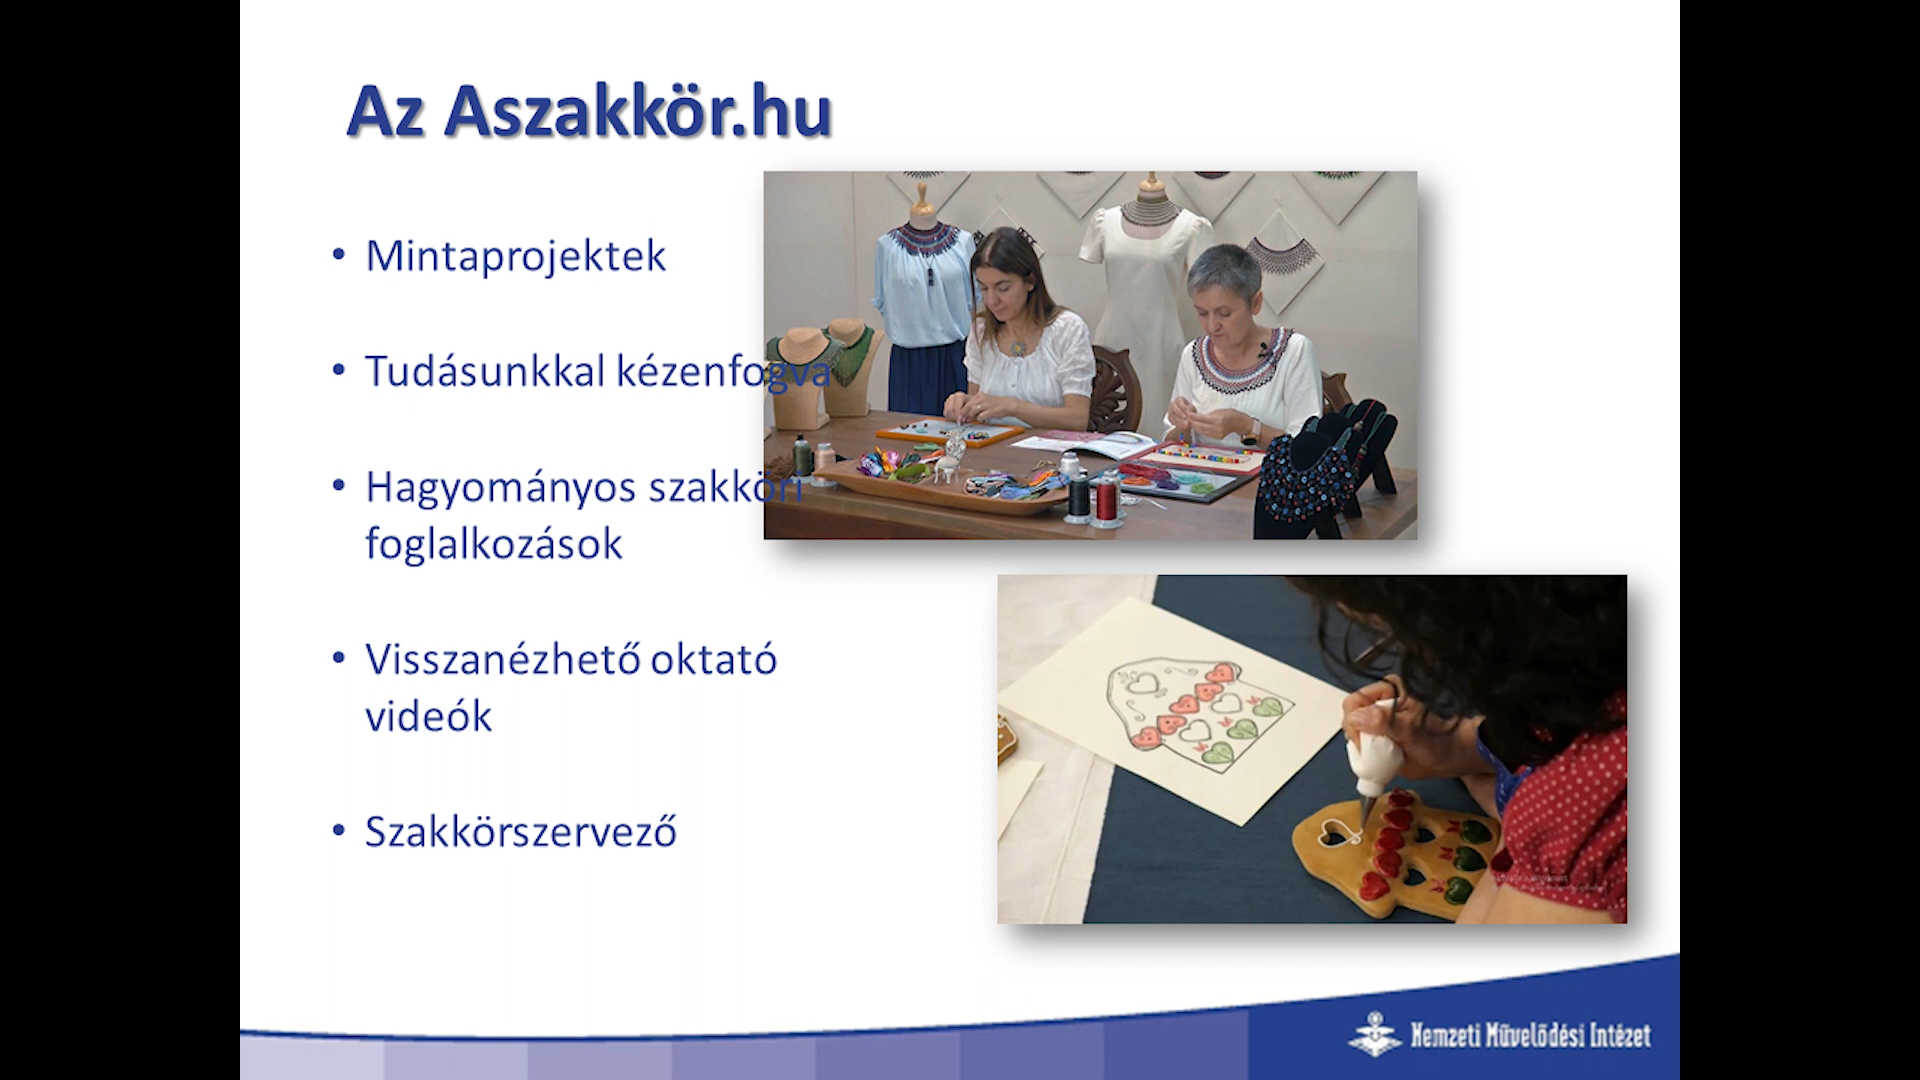 Az Aszakkör.hu
• Mintaprojektek
• Tudásunkkal kézenfogva
• Hagyományos szakköri
foglalkozások
• Visszanézhető oktató
videók
• Szakkörszervező
Nemzeti Művelődési Intézet